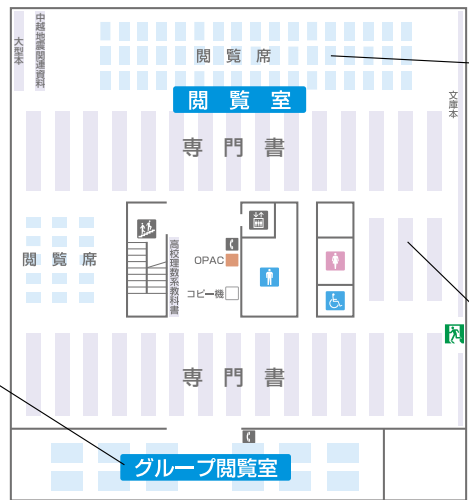 大型本
中越地震関連資料
閲覧席
文庫本
閲覧室
専門書
閲覧席
高校理数系教科書
OPAC
コピー機
専門書
グループ閲覧室